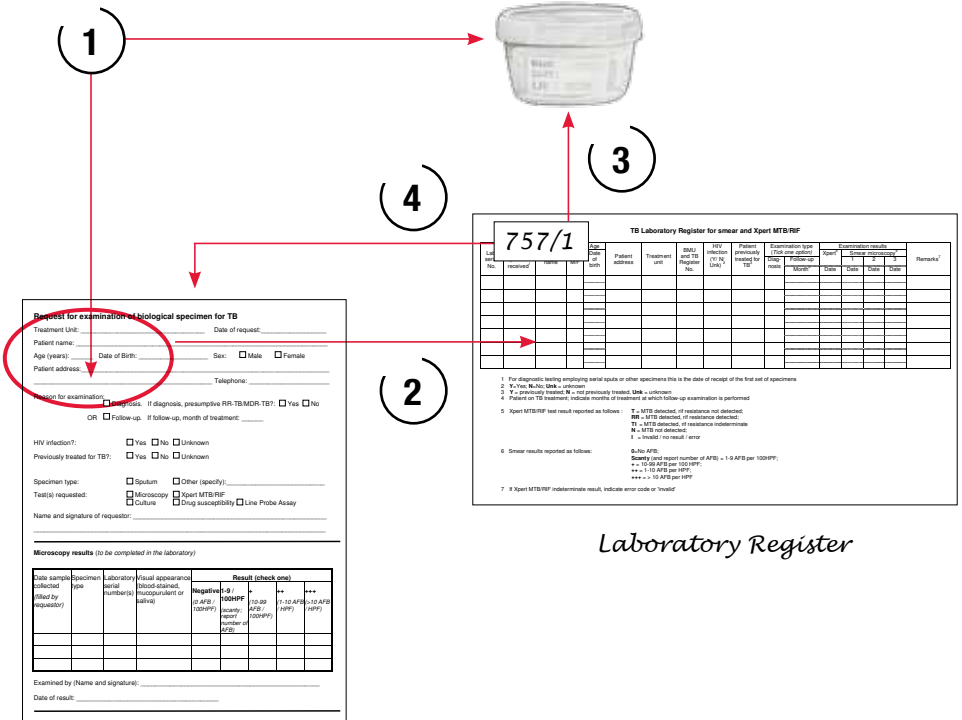 1
4
3
2
757/1
TB Laboratory Register for smear and Xpert MTB/RIF
Age
Date of birth
Patient address
Treatment unit
BMU and TB Register No.
HIV infection (Y/ N/ Unk) 2
Patient previously treated for TB3
Examination type
(Tick one option)
Diagnosis
Follow-up
Month4
Examination results
Xpert5
Smear microscopy6
1 2 3
Date Date Date Date
Remarks7
No.
received1
name
1 For diagnostic testing employing serial sputa or other specimens this is the date of receipt of the first set of specimens
2 Y=Yes; N=No; Unk = unknown
3 Y = previously treated; N = not previously treated, Unk = unknown
4 Patient on TB treatment; indicate months of treatment at which follow-up examination is performed
5 Xpert MTB/RIF test result reported as follows : T = MTB detected, rif resistance not detected;
RR = MTB detected, rif resistance detected;
TI = MTB detected, rif resistance indeterminate
N = MTB not detected;
I = Invalid / no result / error
6 Smear results reported as follows: 0=No AFB;
Scanty (and report number of AFB) = 1-9 AFB per 100HPF;
+ = 10-99 AFB per 100 HPF;
++ = 1-10 AFB per HPF;
+++ = > 10 AFB per HPF
7 If Xpert MTB/RIF indeterminate result, indicate error code or "invalid"
Laboratory Register
Request for examination of biological specimen for TB
Treatment Unit: Date of request:
Patient name:
Age (years): Date of Birth: Sex: Male Female
Patient address:
Telephone:
Reason for examination:
Diagnosis. If diagnosis, presumptive RR-TB/MDR-TB?: Yes No
OR Follow-up. If follow-up, month of treatment:
HIV infection?: Yes No Unknown
Previously treated for TB?: Yes No Unknown
Specimen type: Sputum Other (specify):
Test(s) requested: Microscopy Xpert MTB/RIF
Culture Drug susceptibility Line Probe Assay
Name and signature of requestor:
Microscopy results (to be completed in the laboratory)
Date sample collected (filled by requestor)
Specimen type
Laboratory serial number(s)
Visual appearance (blood-stained, mucopurulent or saliva)
Result (check one)
Negative (0 AFB / 100HPF)
1-9 / 100HPF (scanty; report number of AFB)
+ (10-99 AFB / 100HPF)
++ (1-10 AFB / HPF)
+++ (>10 AFB / HPF)
Examined by (Name and signature):
Date of result: